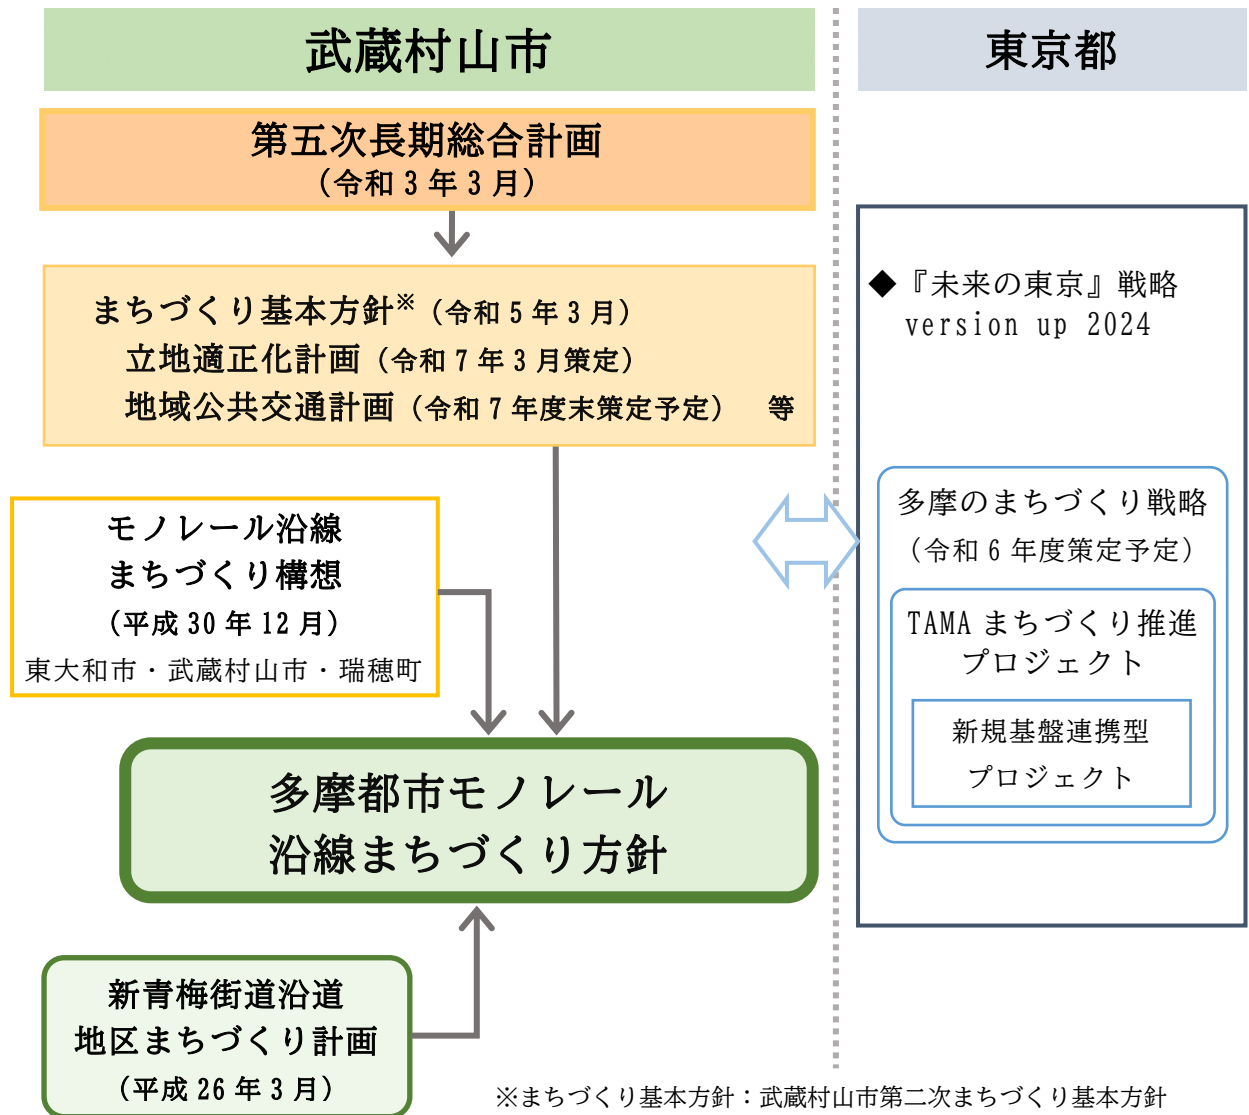 武蔵村山市
第五次長期総合計画
（令和3年3月）
まちづくり基本方針※（令和5年3月）
立地適正化計画（令和7年3月策定）
地域公共交通計画（令和7年度末策定予定）　等
モノレール沿線
まちづくり構想
（平成30年12月）
東大和市・武蔵村山市・瑞穂町
多摩都市モノレール
沿線まちづくり方針
新青梅街道沿道
地区まちづくり計画
（平成26年3月）
東京都
◆『未来の東京』戦略
version up 2024
多摩のまちづくり戦略
（令和6年度策定予定）
TAMAまちづくり推進
プロジェクト
新規基盤連携型
プロジェクト
※まちづくり基本方針：武蔵村山市第二次まちづくり基本方針